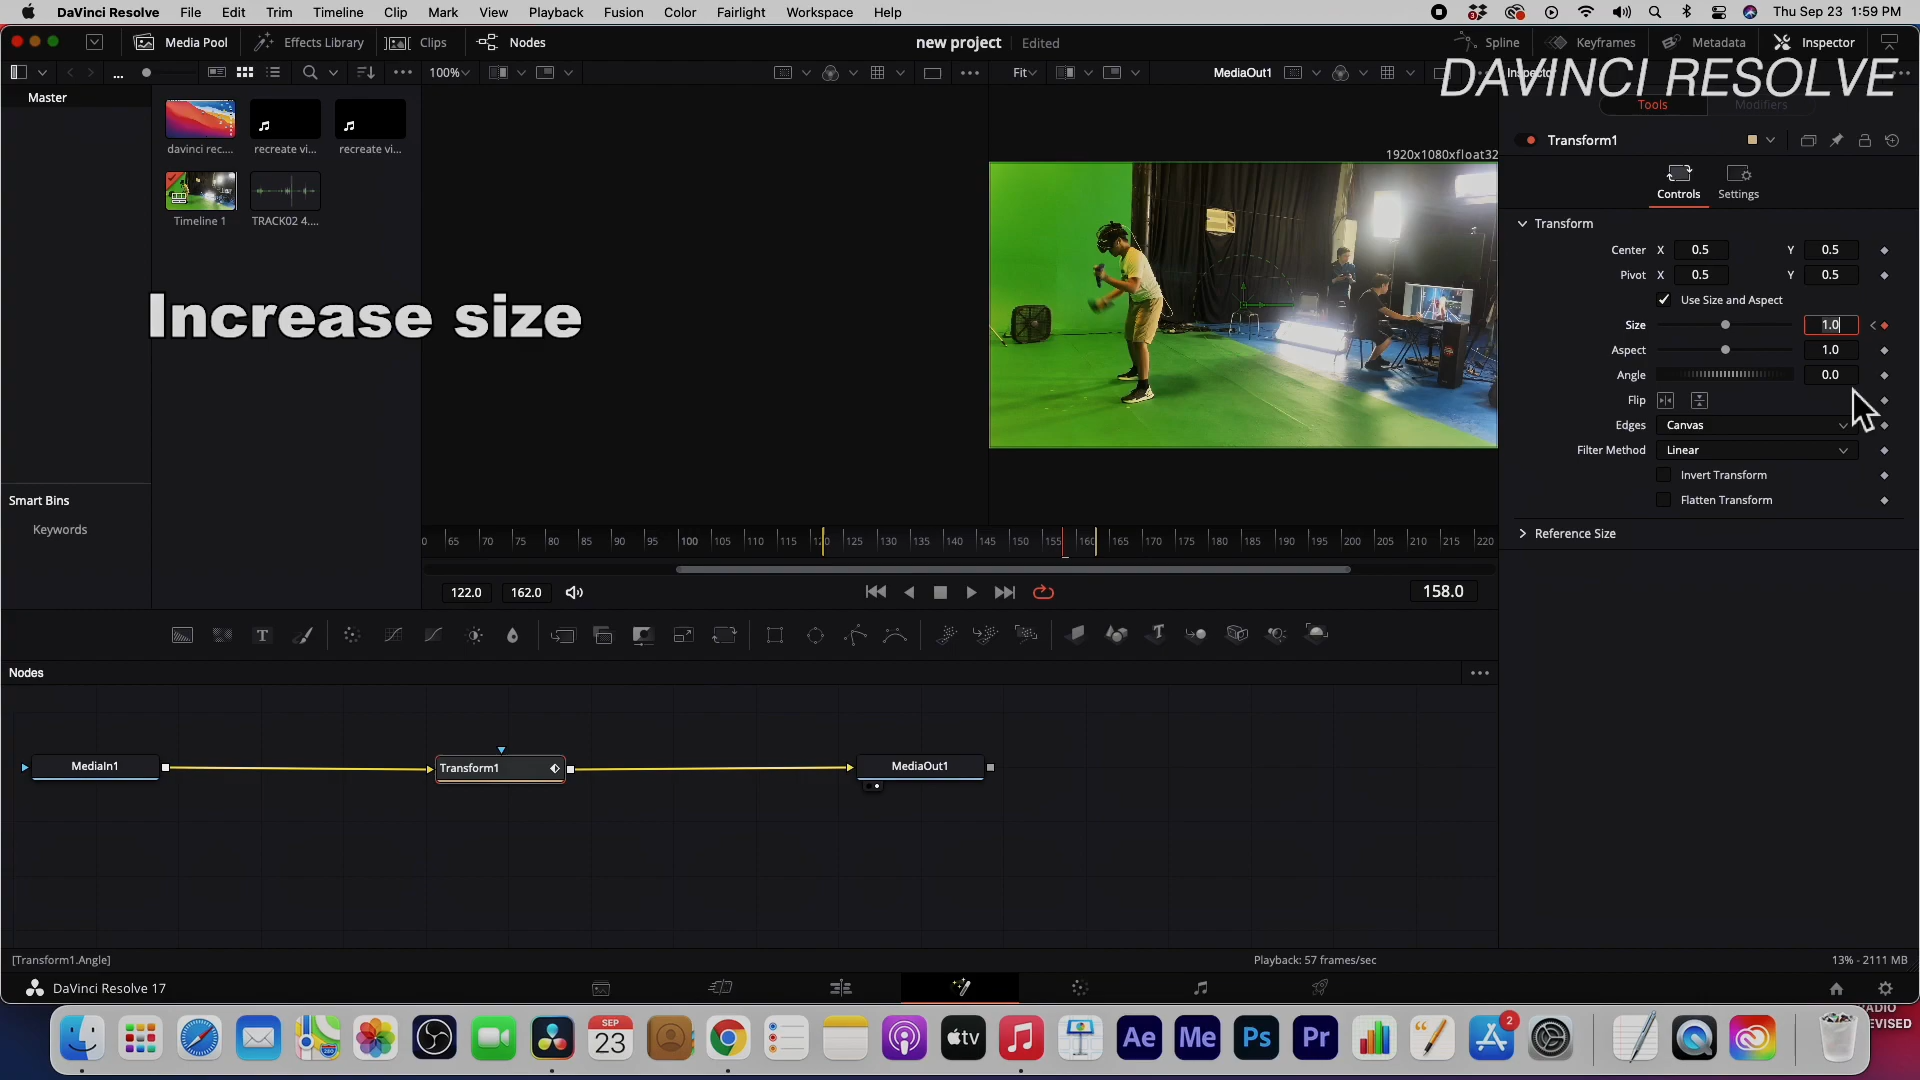 DaVinci Resolve File Edit Trim Timeline Clip Mark View Playback Fusion Color Fairlight Workspace Help Thu Sep 23 1:59 PM
Media Pool Effects Library Clips Nodes new project Edited Spline Keyframes Metadata Inspector
100% Fit MediaOut1
DAVINCI RESOLVE
Master
Tools Modifiers
davinci rec.... recreate vi... recreate vi...
Timeline 1 TRACK02 4....
1920x1080xfloat32
Transform1
Controls Settings
Transform
Center X 0.5 Y 0.5
Pivot X 0.5 Y 0.5
Use Size and Aspect
Size 1.0
Aspect 1.0
Angle 0.0
Flip
Edges Canvas
Filter Method Linear
Invert Transform
Flatten Transform
Reference Size
Increase size
Smart Bins
Keywords
65 70 75 80 85 90 95 100 105 110 115 120 125 130 135 140 145 150 155 160 165 170 175 180 185 190 195 200 205 210 215 220
122.0 162.0 158.0
Nodes
MediaIn1 Transform1 MediaOut1
[Transform1.Angle] Playback: 57 frames/sec 13% - 2111 MB
DaVinci Resolve 17
SEP
23
tv
Ae Me Ps Pr
2
EVISED